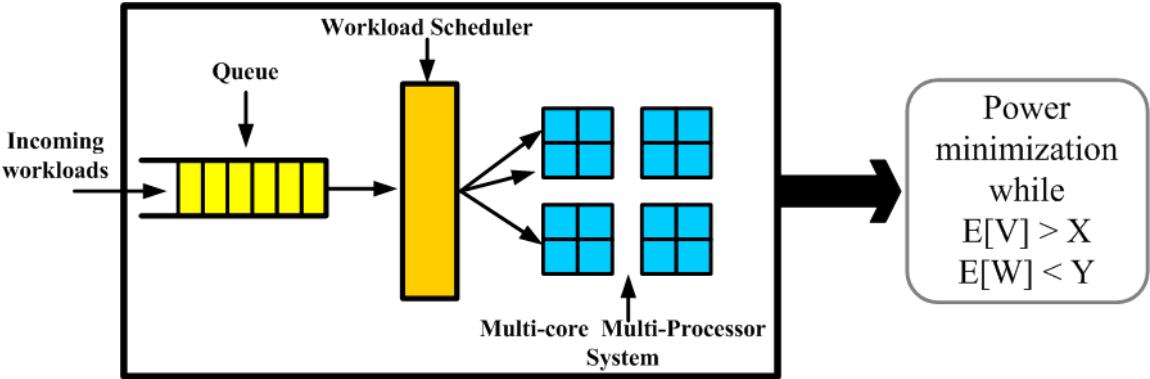 Workload Scheduler
Queue
Incoming
workloads
Multi-core Multi-Processor
System
Power
minimization
while
E[V] > X
E[W] < Y